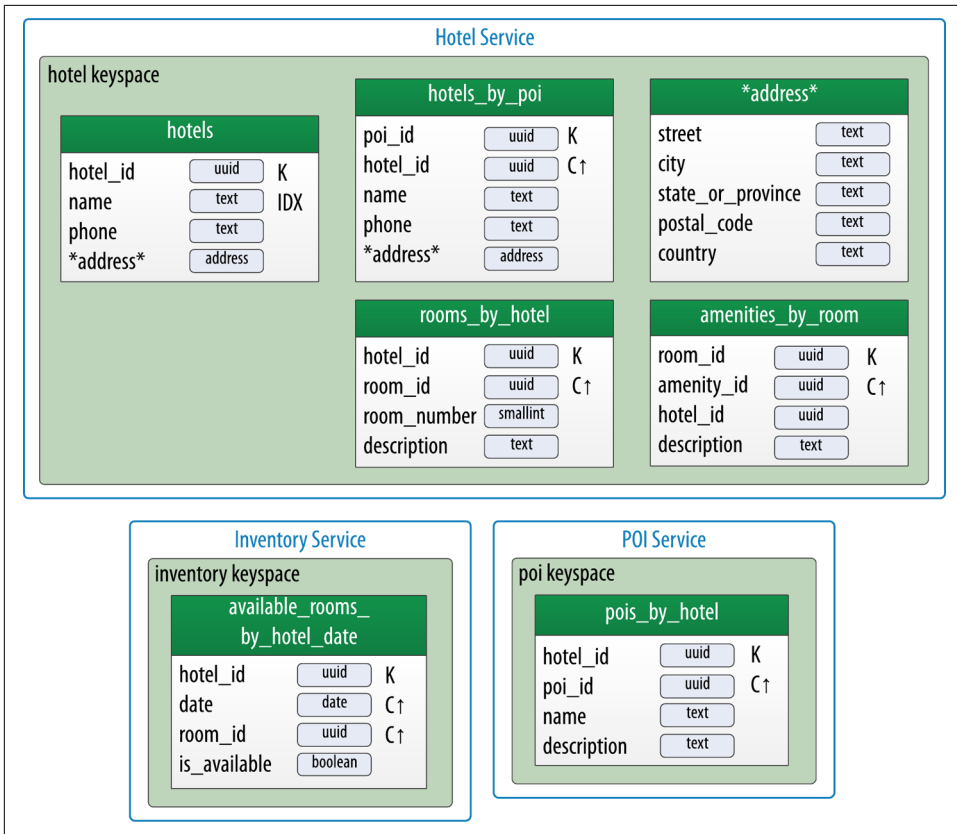 Hotel Service
hotel keyspace
hotels
hotel_id uuid K
name text IDX
phone text
*address* address
hotels_by_poi
poi_id uuid K
hotel_id uuid C↑
name text
phone text
*address* address
*address*
street text
city text
state_or_province text
postal_code text
country text
rooms_by_hotel
hotel_id uuid K
room_id uuid C↑
room_number smallint
description text
amenities_by_room
room_id uuid K
amenity_id uuid C↑
hotel_id uuid
description text
Inventory Service
inventory keyspace
available_rooms_
by_hotel_date
hotel_id uuid K
date date C↑
room_id uuid C↑
is_available boolean
POI Service
poi keyspace
pois_by_hotel
hotel_id uuid K
poi_id uuid C↑
name text
description text